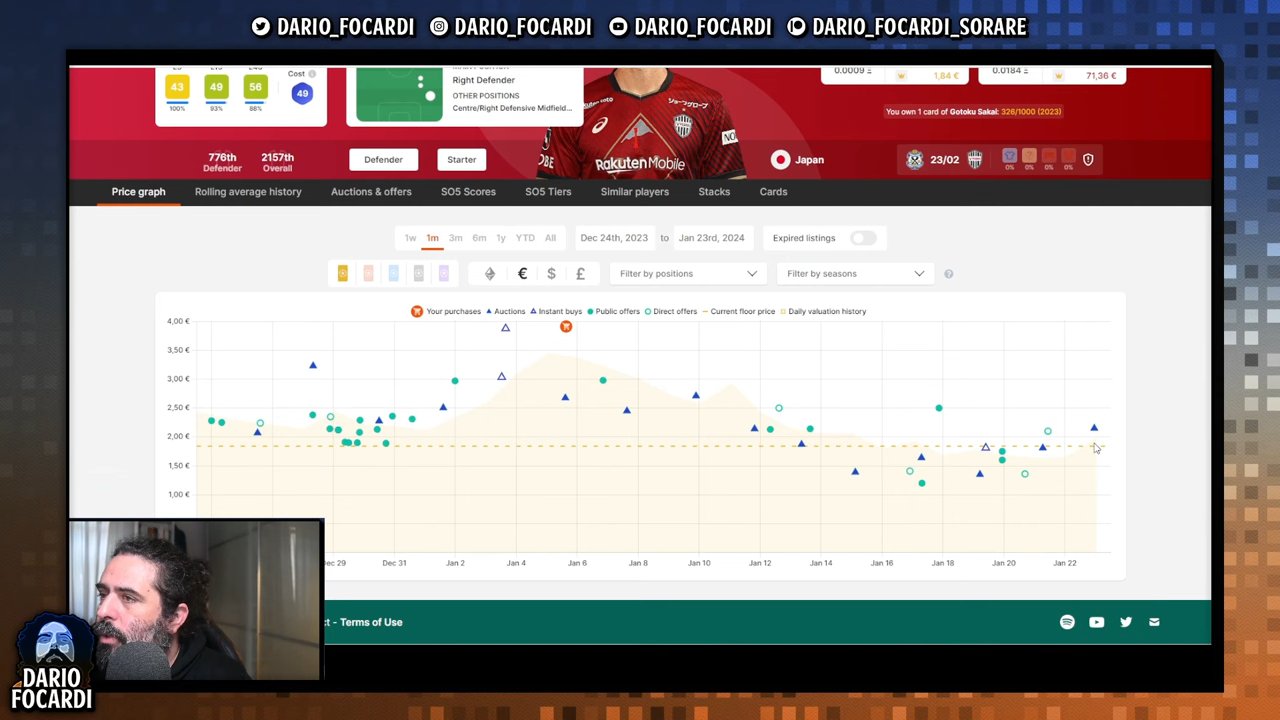 DARIO_FOCARDI DARIO_FOCARDI DARIO_FOCARDI DARIO_FOCARDI_SORARE
Cost
43 49 56 49
100% 93% 88%
Right Defender
OTHER POSITIONS
Centre/Right Defensive Midfield...
0.0009 Ξ
W 1,84 €
0.0184 Ξ
W 71,36 €
You own 1 card of Gotoku Sakai: 326/1000 (2023)
Rakuten Mobile
776th
Defender
2157th
Overall
Defender
Starter
Japan
23/02
0% 0% 0% 0%
Price graph Rolling average history Auctions & offers SO5 Scores SO5 Tiers Similar players Stacks Cards
1w 1m 3m 6m 1y YTD All Dec 24th, 2023 to Jan 23rd, 2024 Expired listings
€ $ £ Filter by positions Filter by seasons ?
Your purchases Auctions Instant buys Public offers Direct offers Current floor price Daily valuation history
4,00 €
3,50 €
3,00 €
2,50 €
2,00 €
1,50 €
1,00 €
Dec 31 Jan 2 Jan 4 Jan 6 Jan 8 Jan 10 Jan 12 Jan 14 Jan 16 Jan 18 Jan 20 Jan 22
- Terms of Use
DARIO
FOCARDI